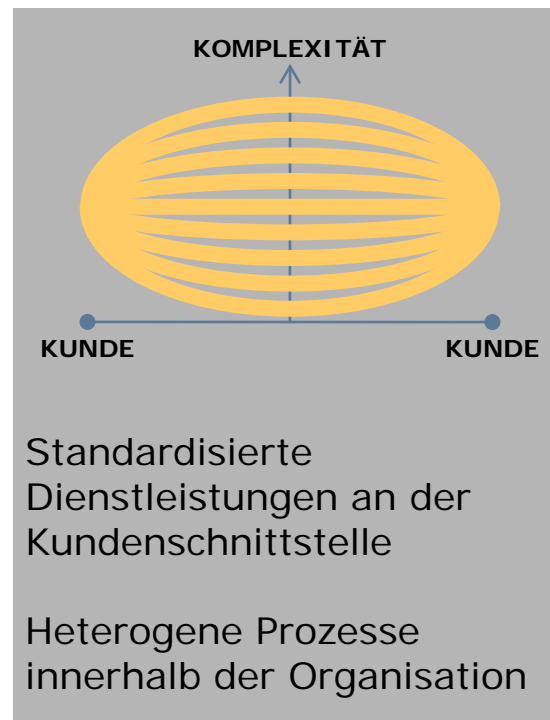 KOMPLEXITÄT
KUNDE KUNDE
Standardisierte
Dienstleistungen an der
Kundenschnittstelle
Heterogene Prozesse
innerhalb der Organisation